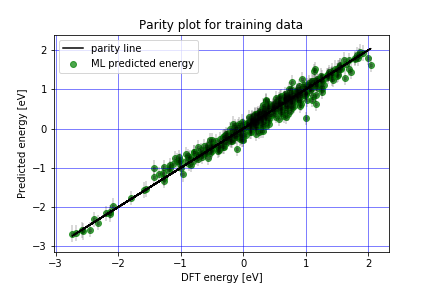 Parity plot for training data
parity line
ML predicted energy
Predicted energy [eV]
2
1
0
−1
−2
−3
−3
−2
−1
0
1
2
DFT energy [eV]